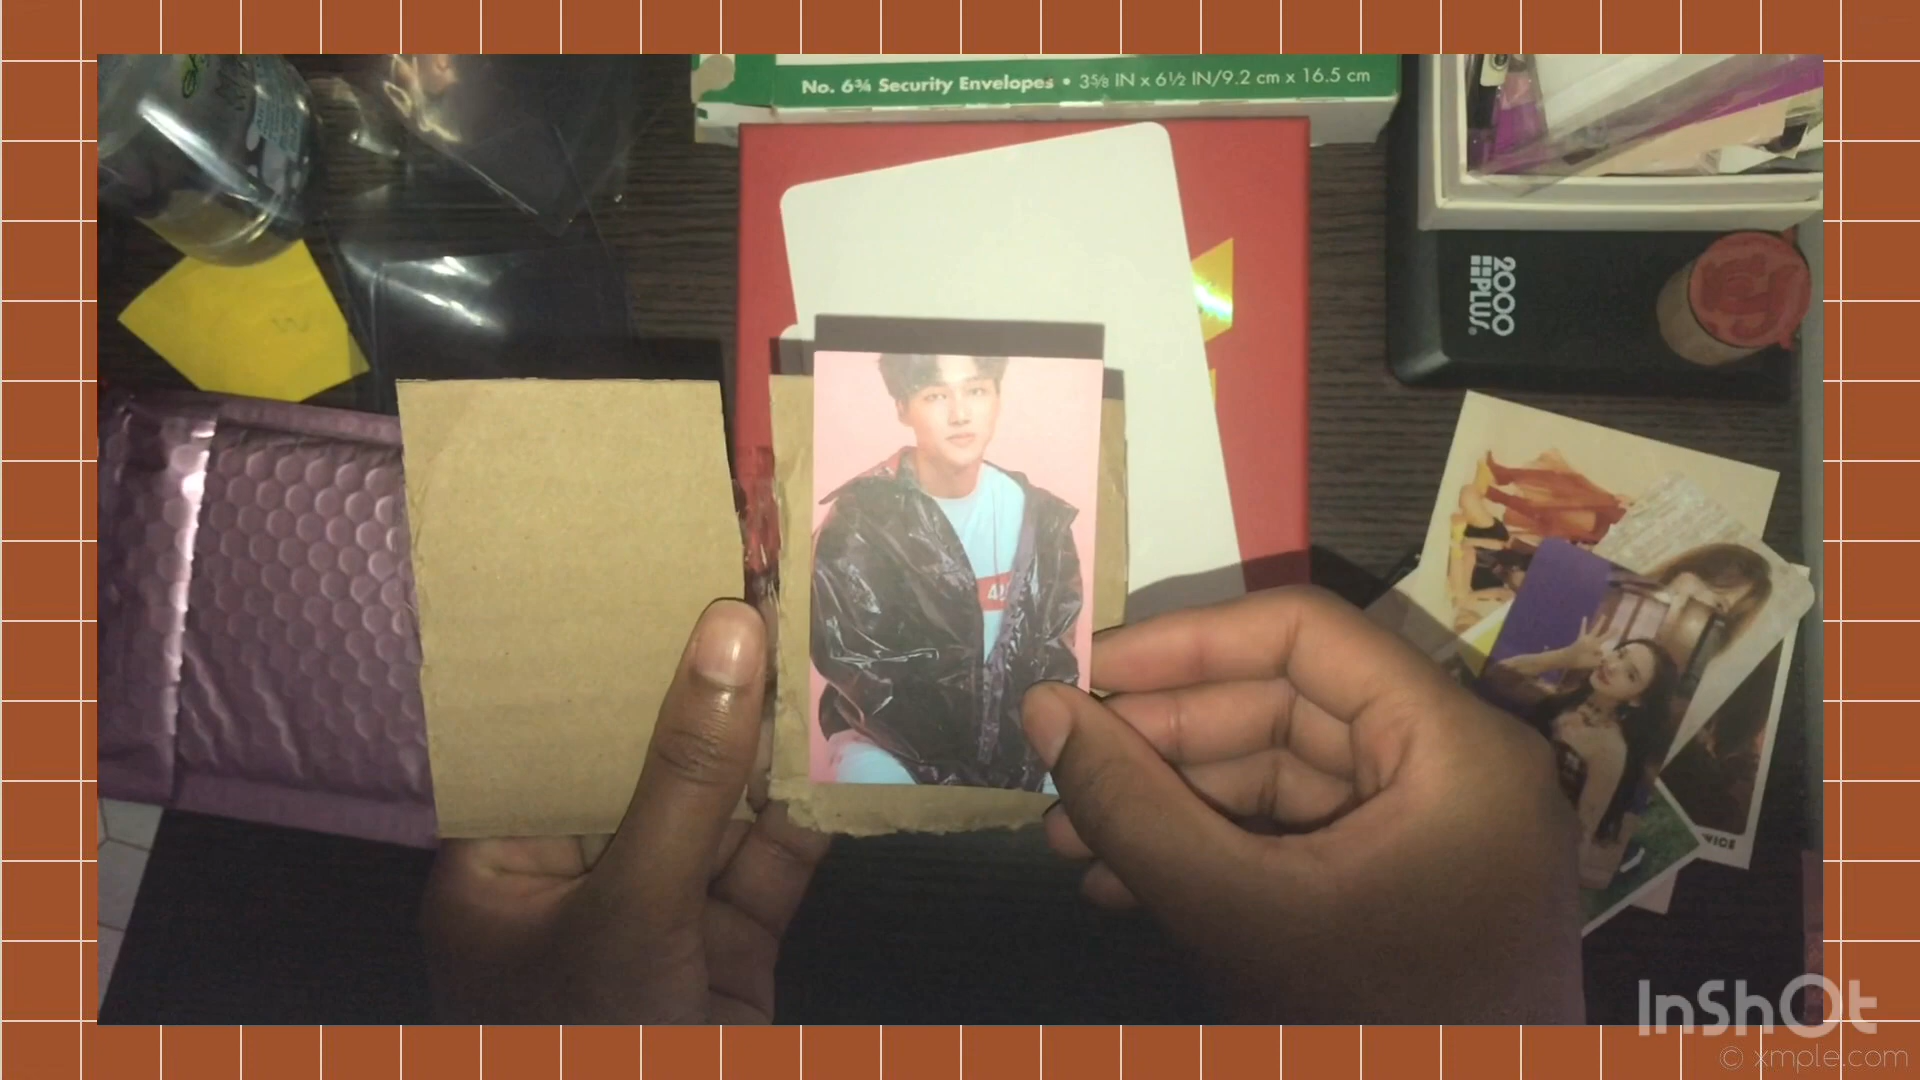 No. 6¾ Security Envelopes • 3⅝ IN x 6½ IN/9.2 cm x 16.5 cm
2000
PLUS®
InShOt
© xmple.com